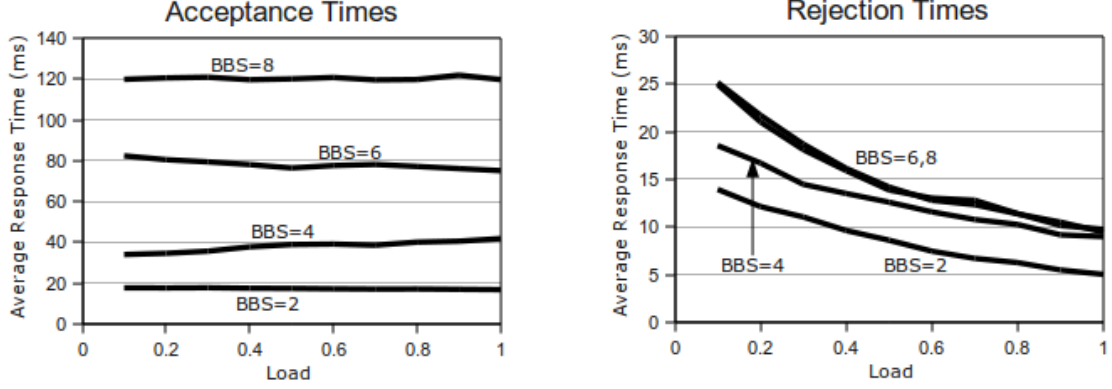 Acceptance Times
Average Response Time (ms)
140
120
100
80
60
40
20
0
BBS=8
BBS=6
BBS=4
BBS=2
0
0.2
0.4
0.6
0.8
1
Load
Rejection Times
Average Response Time (ms)
30
25
20
15
10
5
0
BBS=6,8
BBS=4
BBS=2
0
0.2
0.4
0.6
0.8
1
Load